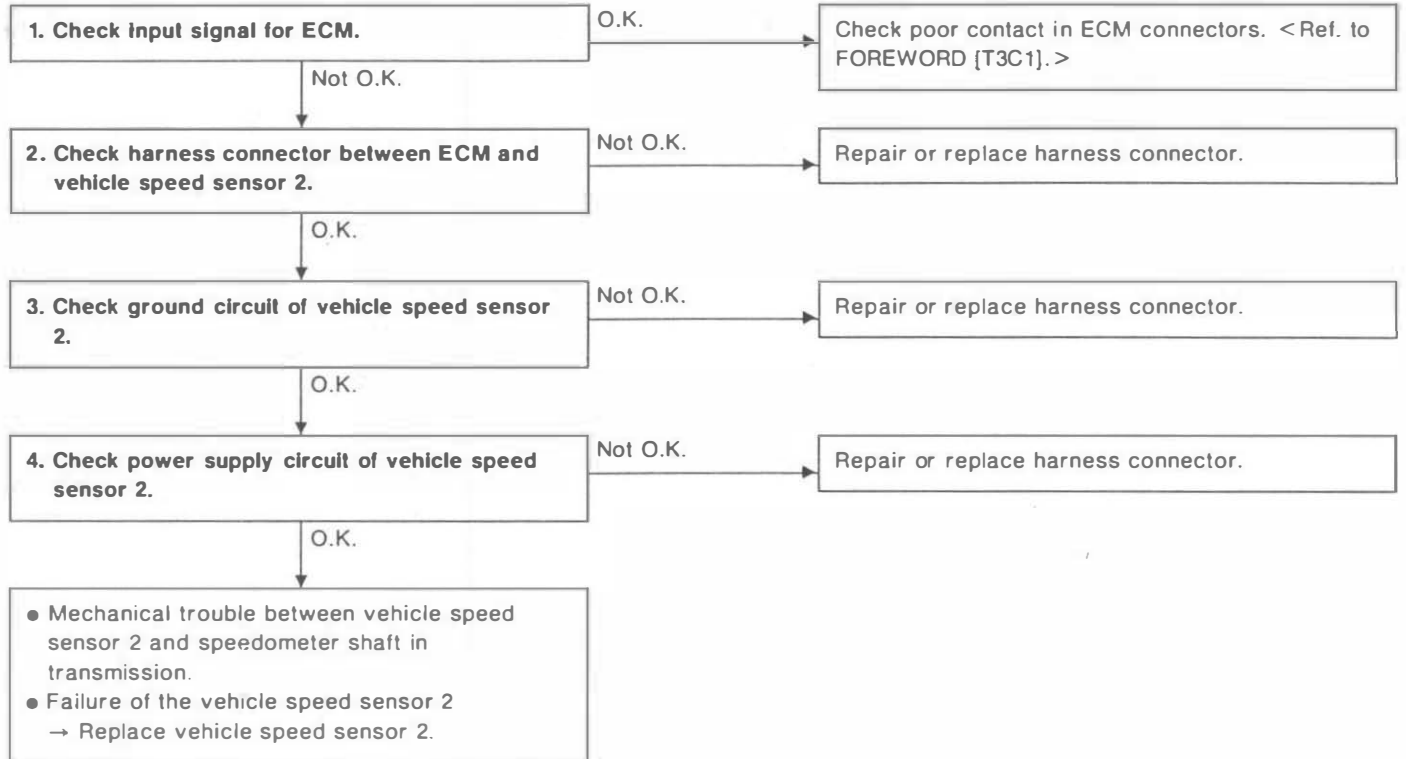 1. Check input signal for ECM.
O.K.
Check poor contact in ECM connectors. <Ref. to
FOREWORD [T3C1].>
Not O.K.
2. Check harness connector between ECM and
vehicle speed sensor 2.
Not O.K.
Repair or replace harness connector.
O.K.
3. Check ground circuit of vehicle speed sensor
2.
Not O.K.
Repair or replace harness connector.
O.K.
4. Check power supply circuit of vehicle speed
sensor 2.
Not O.K.
Repair or replace harness connector.
O.K.
● Mechanical trouble between vehicle speed
sensor 2 and speedometer shaft in
transmission.
● Failure of the vehicle speed sensor 2
→ Replace vehicle speed sensor 2.